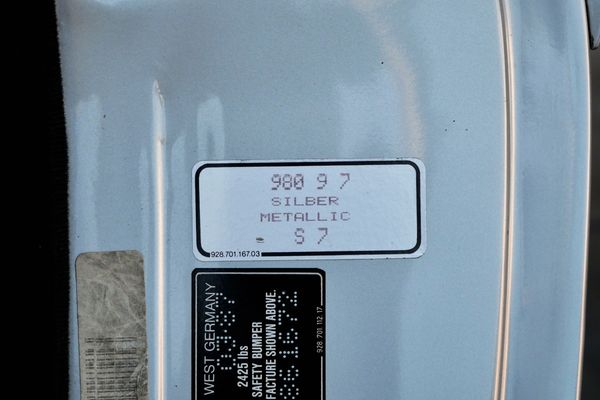 980 9 7
SILBER
METALLIC
S 7
928.701.167.03
WEST GERMANY
2425 lbs
SAFETY BUMPER
FACTURE SHOWN ABOVE.
928 701 112 17